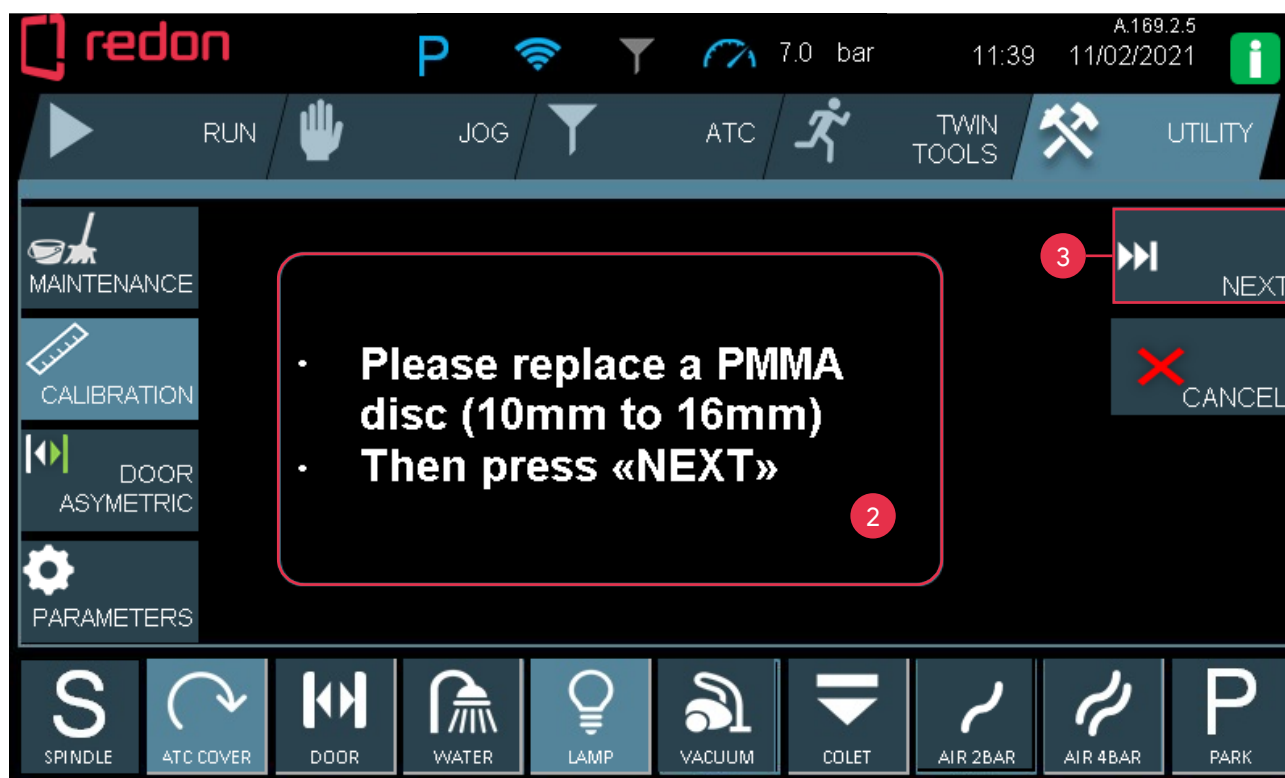 redon
P
7.0 bar
11:39
A.169.2.5
11/02/2021
i
RUN
JOG
ATC
TWIN
TOOLS
UTILITY
MAINTENANCE
CALIBRATION
DOOR
ASYMETRIC
PARAMETERS
· Please replace a PMMA
disc (10mm to 16mm)
· Then press «NEXT»
2
3
NEXT
CANCEL
S
SPINDLE
ATC COVER
DOOR
WATER
LAMP
VACUUM
COLET
AIR 2BAR
AIR 4BAR
P
PARK